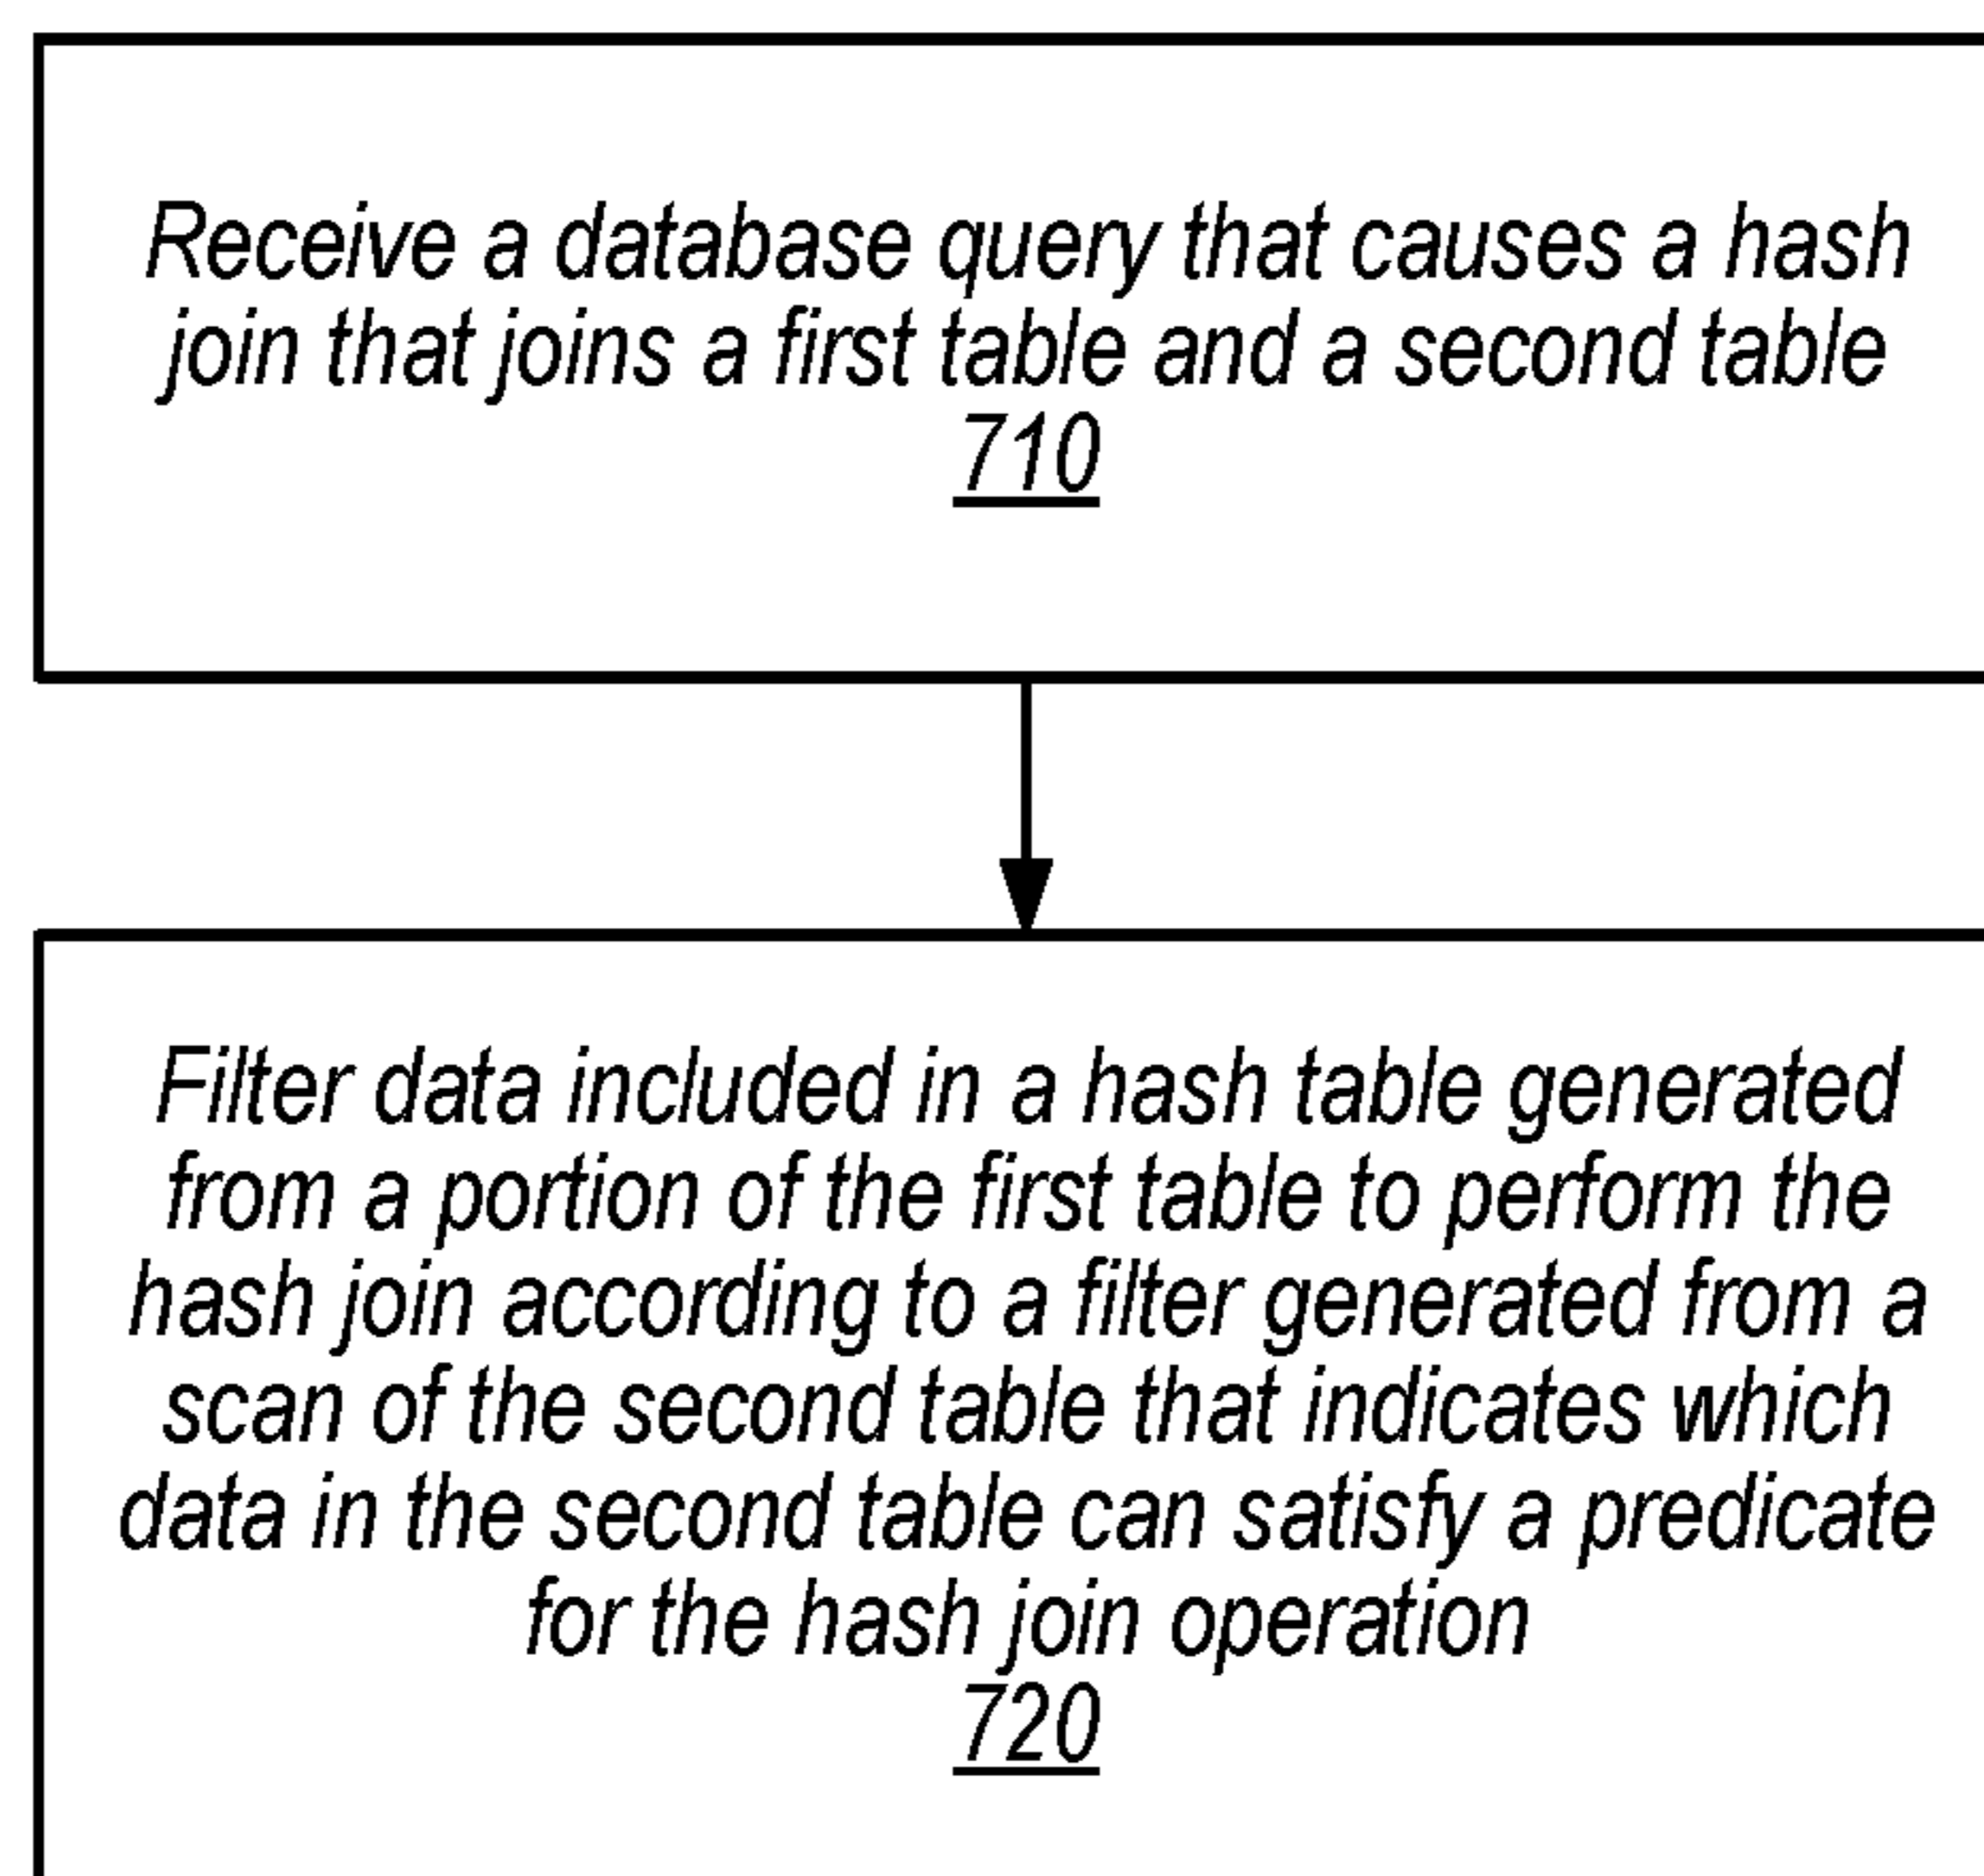 Receive a database query that causes a hash
join that joins a first table and a second table
710
Filter data included in a hash table generated
from a portion of the first table to perform the
hash join according to a filter generated from a
scan of the second table that indicates which
data in the second table can satisfy a predicate
for the hash join operation
720